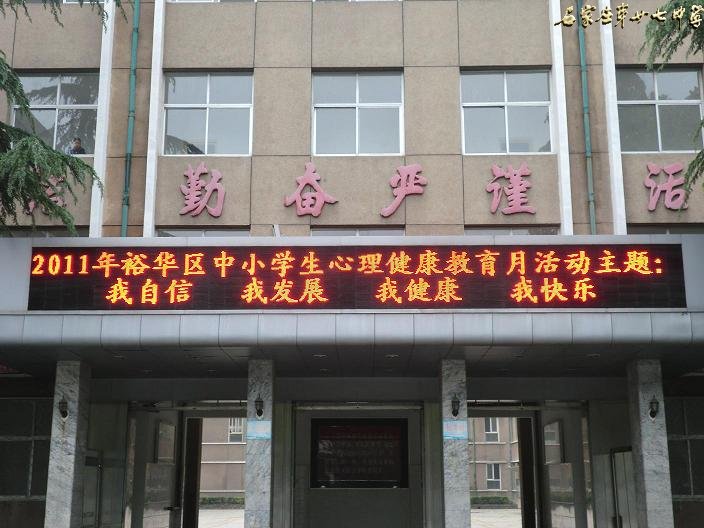 石家庄市廿七中学
勤 奋 严 谨 活
2011年裕华区中小学生心理健康教育月活动主题:
我自信 我发展 我健康 我快乐